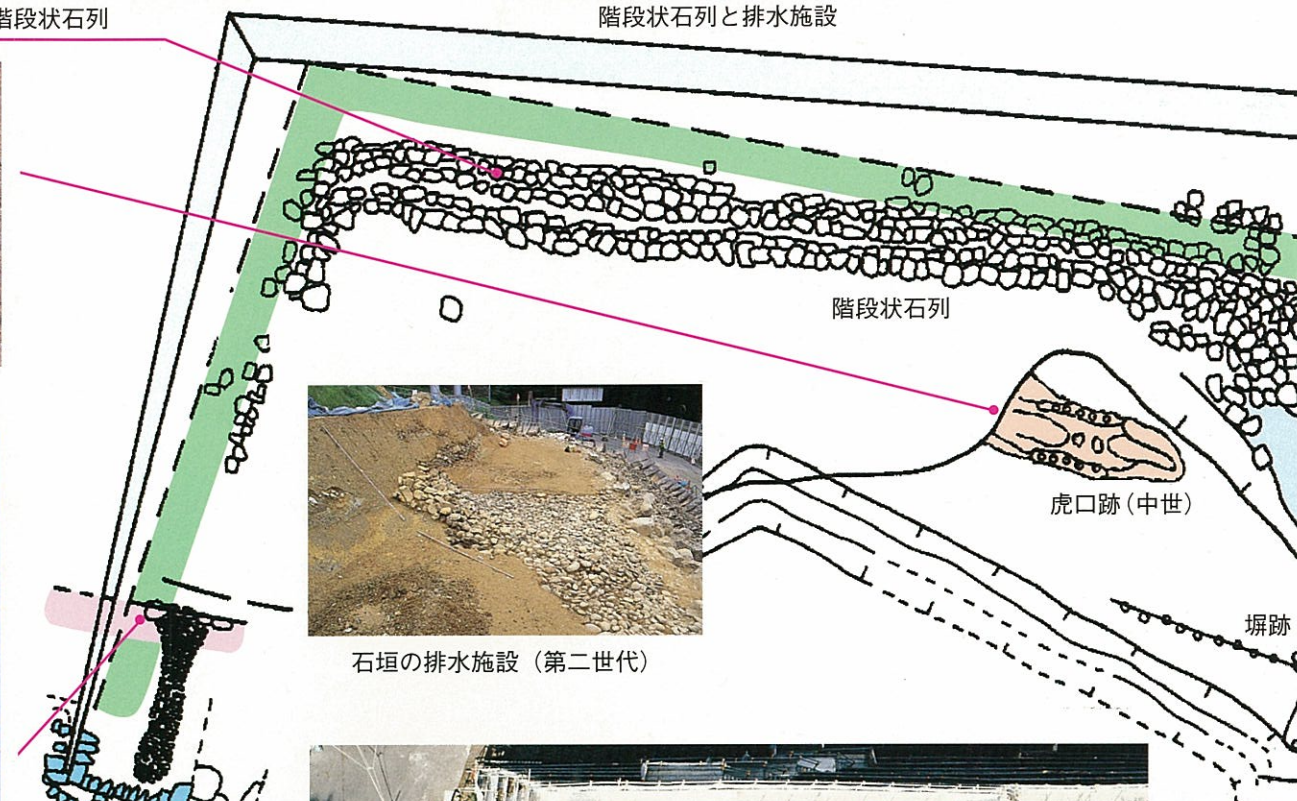 階段状石列
階段状石列と排水施設
階段状石列
虎口跡（中世）
塀跡
石垣の排水施設（第二世代）